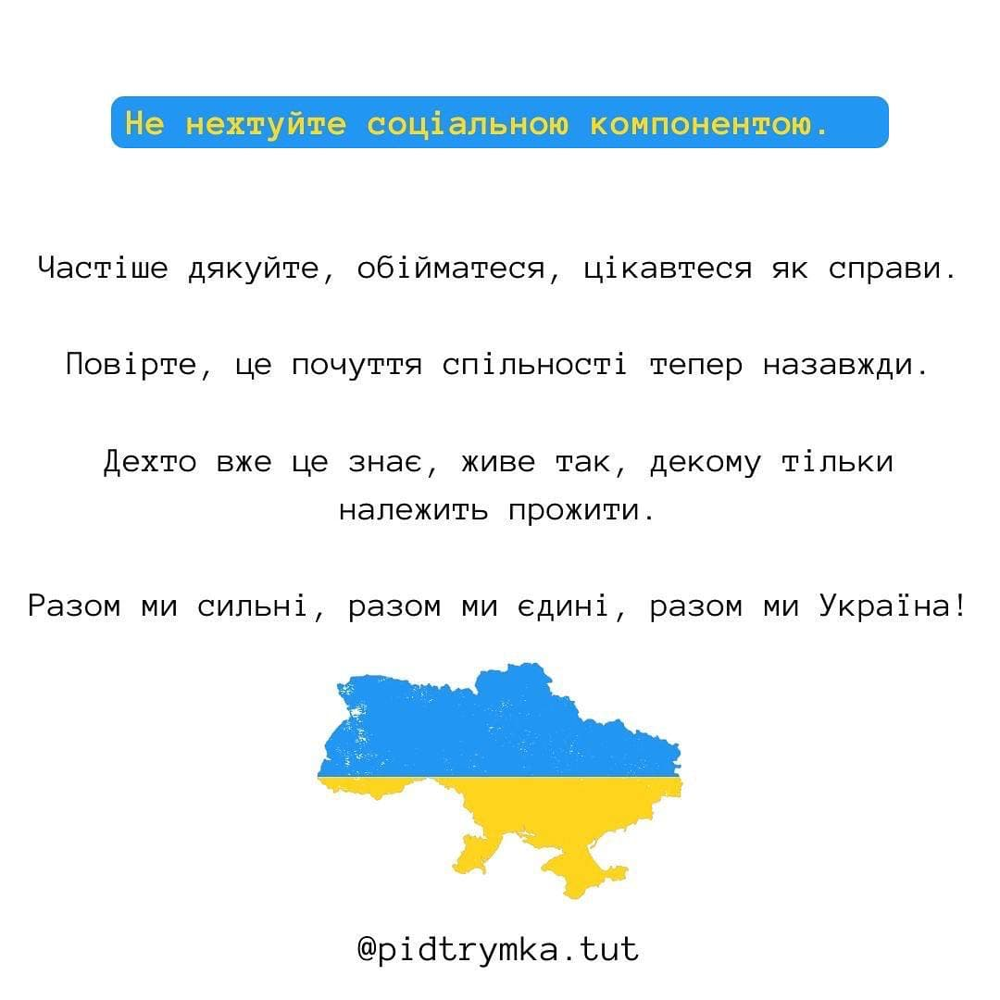 Не нехтуйте соціальною компонентою.
Частіше дякуйте, обійматеся, цікавтеся як справи.
Повірте, це почуття спільності тепер назавжди.
Дехто вже це знає, живе так, декому тільки
належить прожити.
Разом ми сильні, разом ми єдині, разом ми Україна!
@pidtrymka.tut